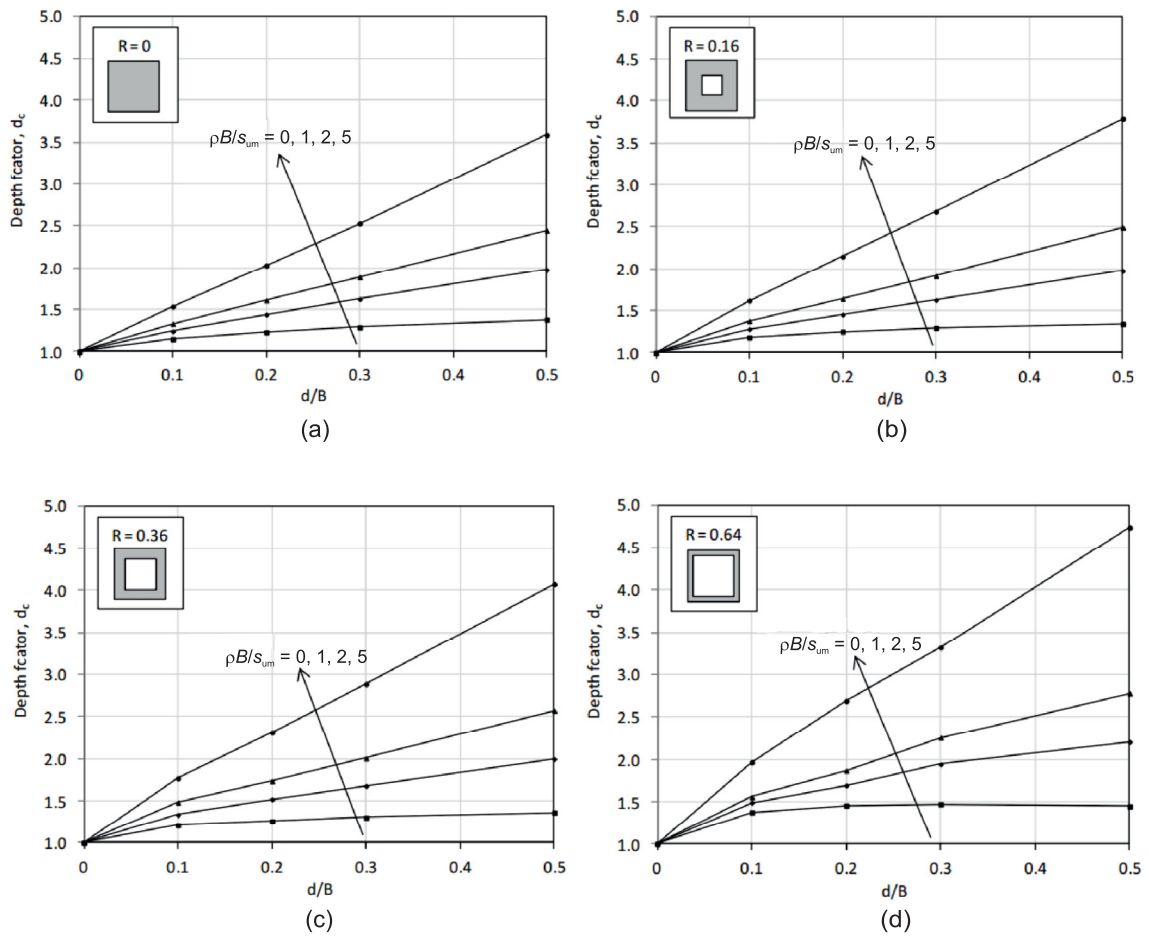 5.0
4.5
4.0
3.5
3.0
2.5
2.0
1.5
1.0
Depth fcator, dc
R = 0
ρB/sum = 0, 1, 2, 5
0 0.1 0.2 0.3 0.4 0.5
d/B
(a)
5.0
4.5
4.0
3.5
3.0
2.5
2.0
1.5
1.0
Depth fcator, dc
R = 0.16
ρB/sum = 0, 1, 2, 5
0 0.1 0.2 0.3 0.4 0.5
d/B
(b)
5.0
4.5
4.0
3.5
3.0
2.5
2.0
1.5
1.0
Depth fcator, dc
R = 0.36
ρB/sum = 0, 1, 2, 5
0 0.1 0.2 0.3 0.4 0.5
d/B
(c)
5.0
4.5
4.0
3.5
3.0
2.5
2.0
1.5
1.0
Depth fcator, dc
R = 0.64
ρB/sum = 0, 1, 2, 5
0 0.1 0.2 0.3 0.4 0.5
d/B
(d)